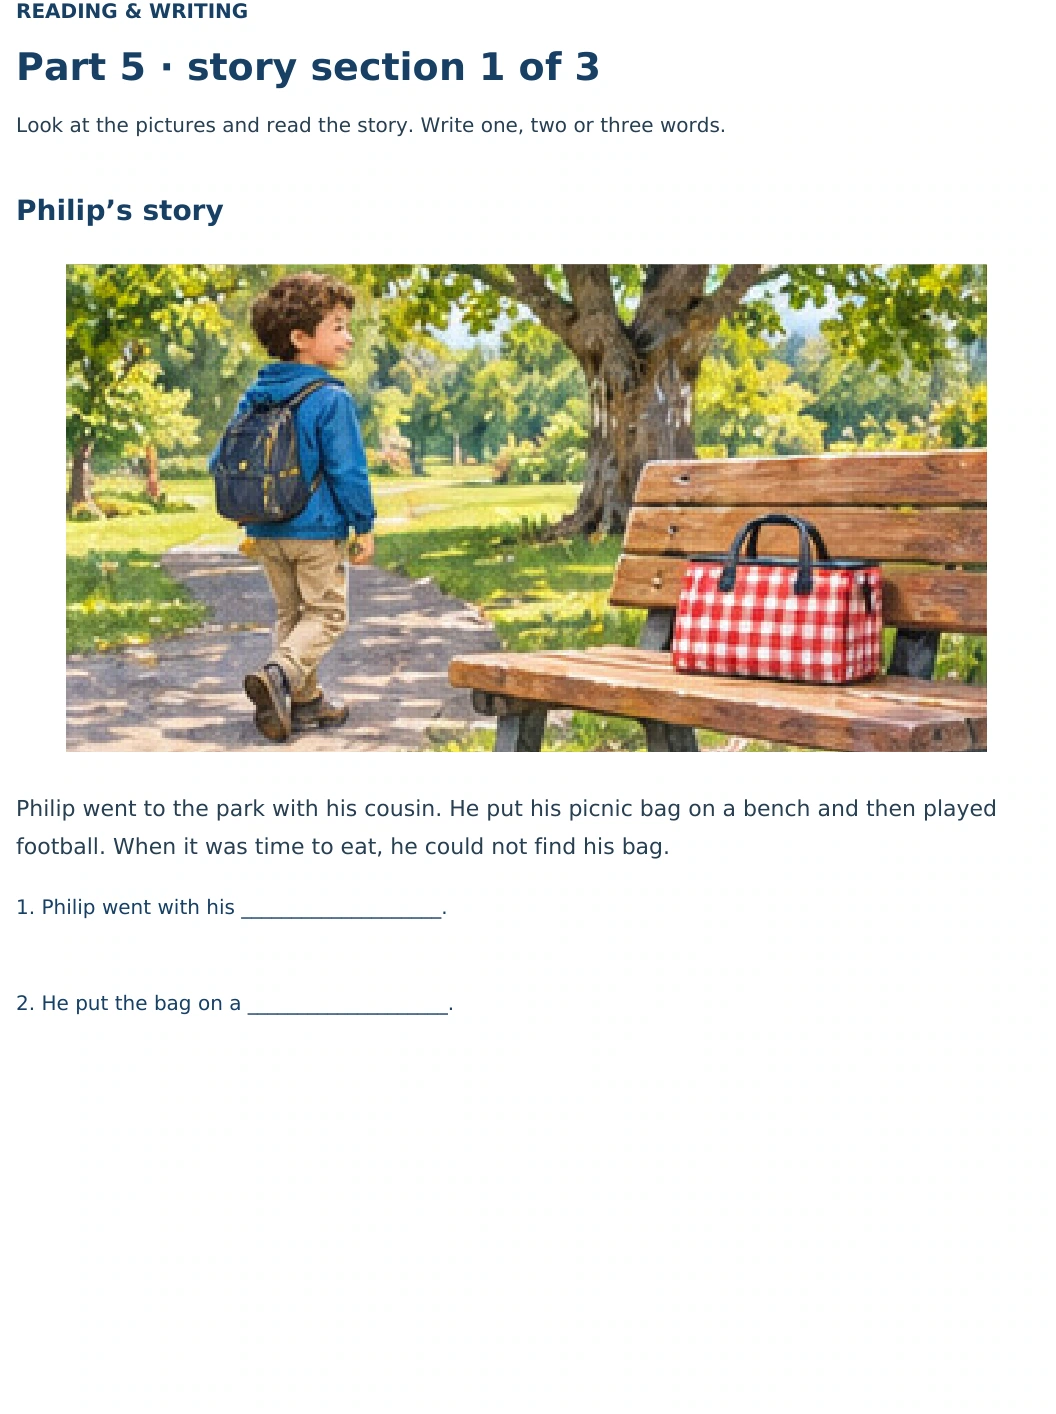 READING & WRITING
Part 5 · story section 1 of 3
Look at the pictures and read the story. Write one, two or three words.
Philip’s story
Philip went to the park with his cousin. He put his picnic bag on a bench and then played
football. When it was time to eat, he could not find his bag.
1. Philip went with his ____________________.
2. He put the bag on a ____________________.